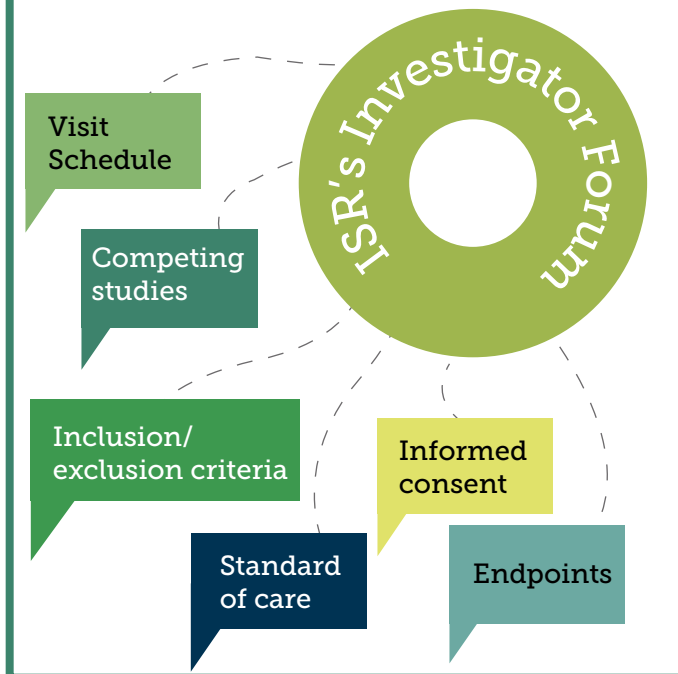 ISR's Investigator Forum
Visit
Schedule
Competing
studies
Inclusion/
exclusion criteria
Informed
consent
Standard
of care
Endpoints